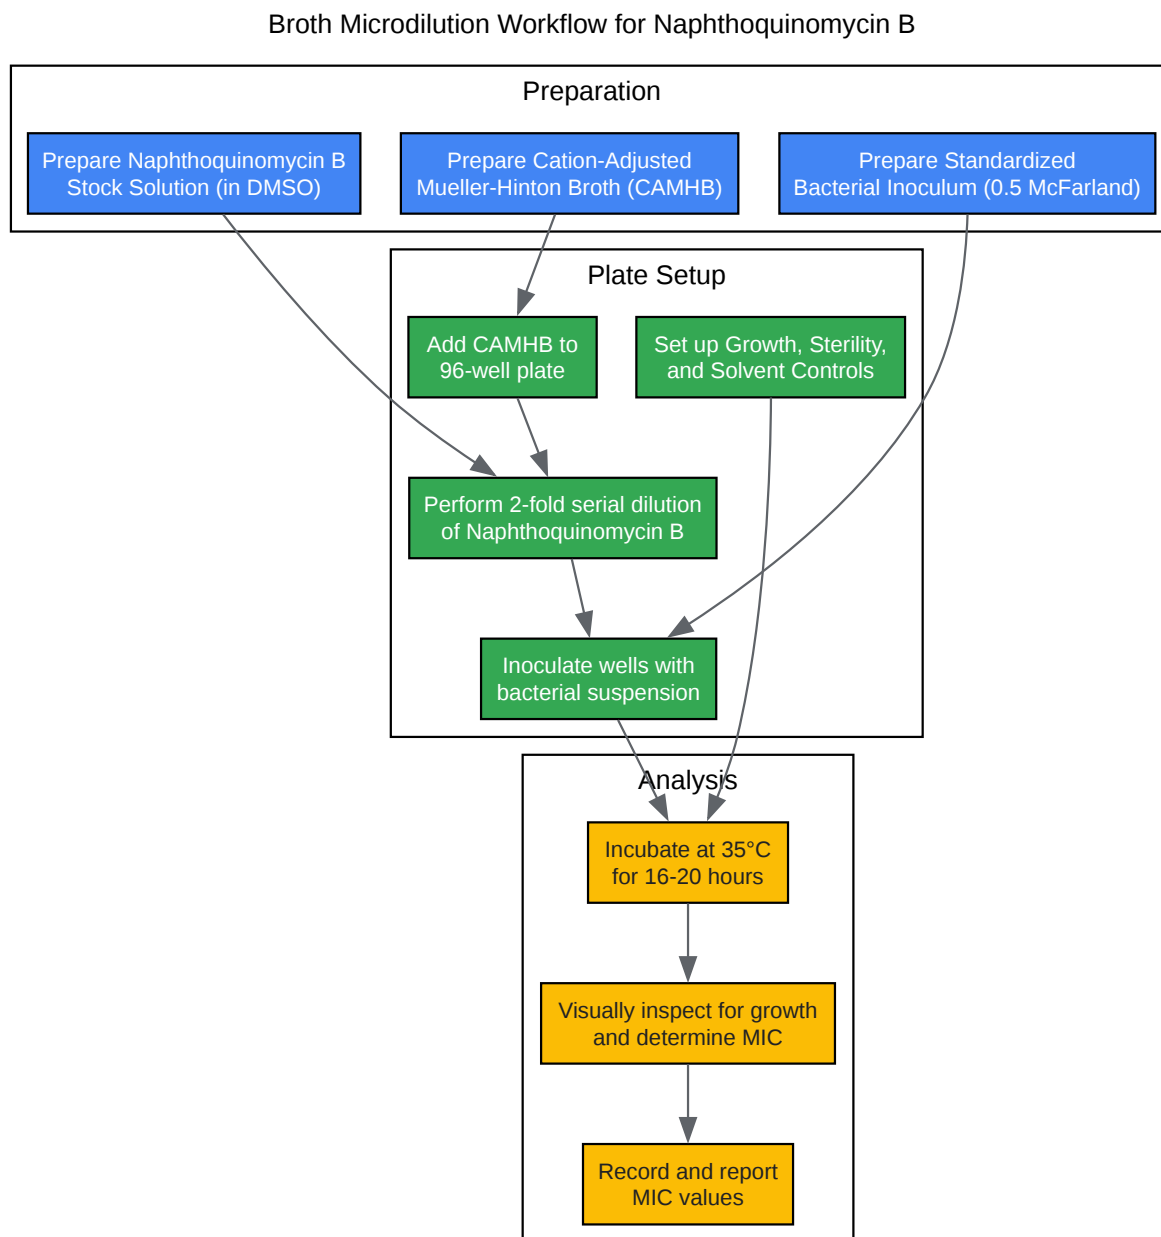 Broth Microdilution Workflow for Naphthoquinomycin B
Preparation
Prepare Naphthoquinomycin B
Stock Solution (in DMSO)
Prepare Cation-Adjusted
Mueller-Hinton Broth (CAMHB)
Prepare Standardized
Bacterial Inoculum (0.5 McFarland)
Plate Setup
Add CAMHB to
96-well plate
Set up Growth, Sterility,
and Solvent Controls
Perform 2-fold serial dilution
of Naphthoquinomycin B
Inoculate wells with
bacterial suspension
Analysis
Incubate at 35°C
for 16-20 hours
Visually inspect for growth
and determine MIC
Record and report
MIC values